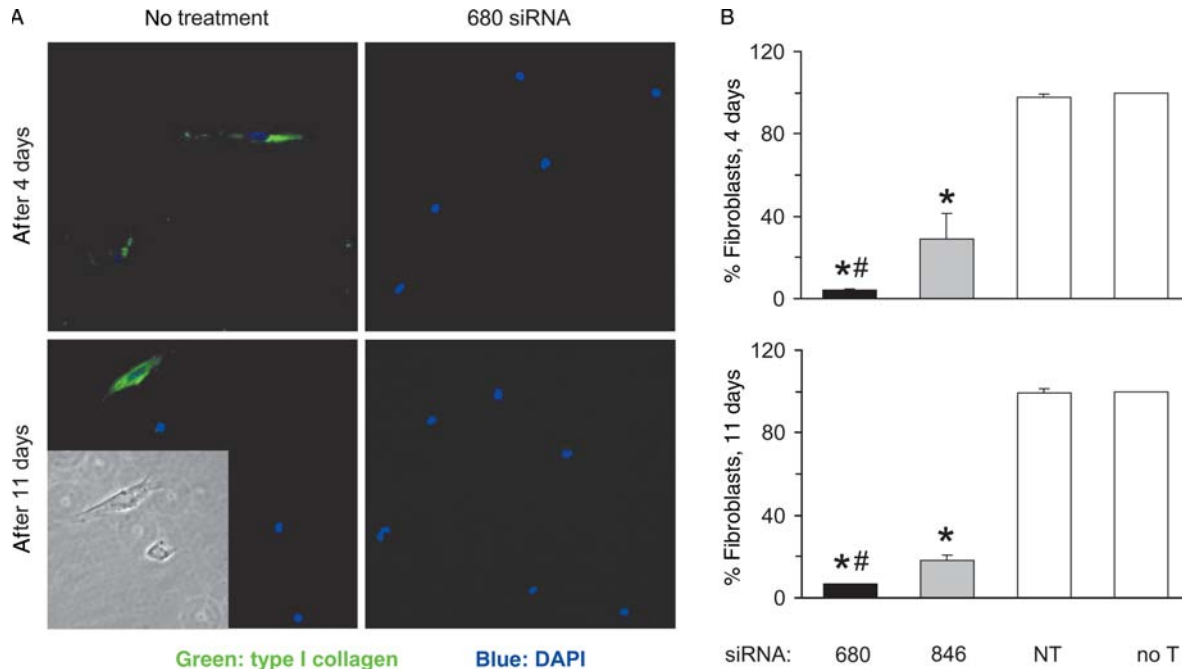 A
No treatment
680 siRNA
After 4 days
After 11 days
Green: type I collagen
Blue: DAPI
B
% Fibroblasts, 4 days
120
80
40
0
*#
*
% Fibroblasts, 11 days
120
80
40
0
*#
*
siRNA: 680 846 NT no T